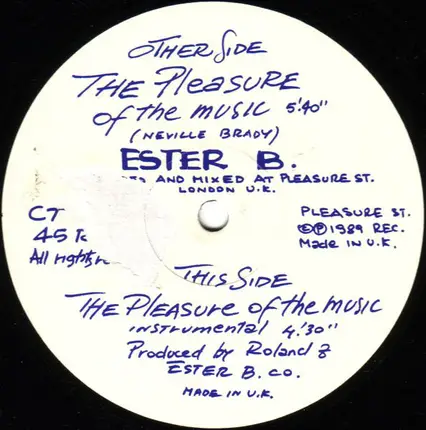 OTHER SIDE
THE PLEASURE
of the music 5'40"
(NEVILLE BRADY)
ESTER B.
AND MIXED AT PLEASURE ST.
LONDON U.K.
CT
45
All rights
PLEASURE ST.
©℗1989 REC.
Made in U.K.
THIS SIDE
THE PLEASURE of the music
instrumental 4'30"
Produced by Roland &
ESTER B. CO.
MADE IN U.K.